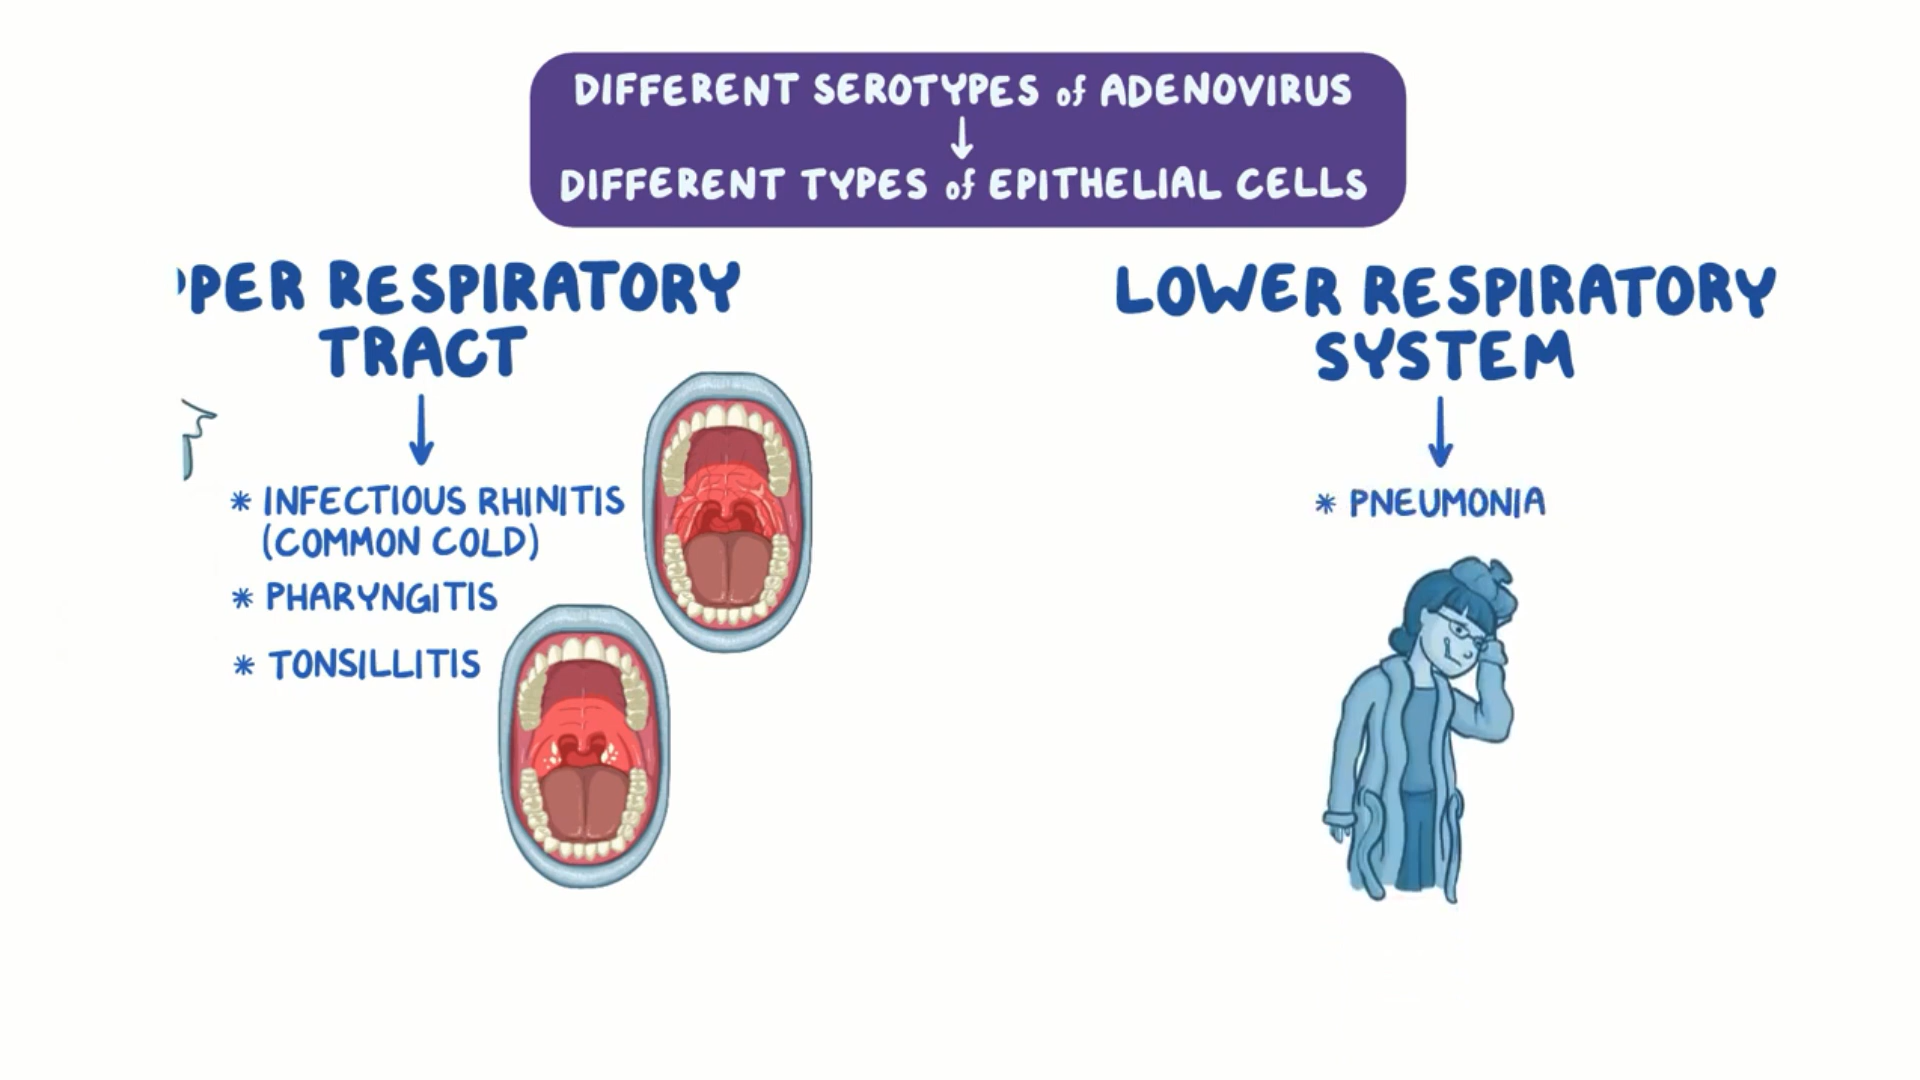 DIFFERENT SEROTYPES of ADENOVIRUS
↓
DIFFERENT TYPES of EPITHELIAL CELLS
PER RESPIRATORY
TRACT
* INFECTIOUS RHINITIS
(COMMON COLD)
* PHARYNGITIS
* TONSILLITIS
LOWER RESPIRATORY
SYSTEM
* PNEUMONIA